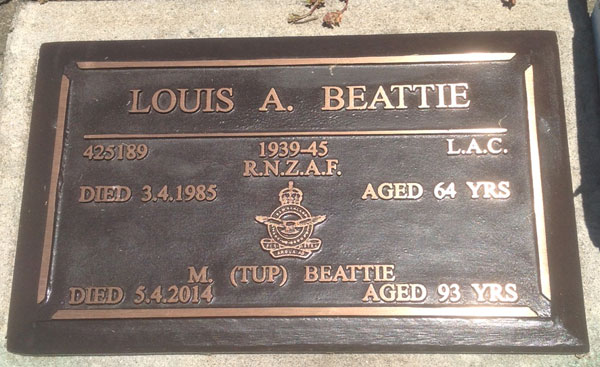 LOUIS A. BEATTIE
425189 1939-45 L.A.C.
R.N.Z.A.F.
DIED 3.4.1985 AGED 64 YRS
M. (TUP) BEATTIE
DIED 5.4.2014 AGED 93 YRS